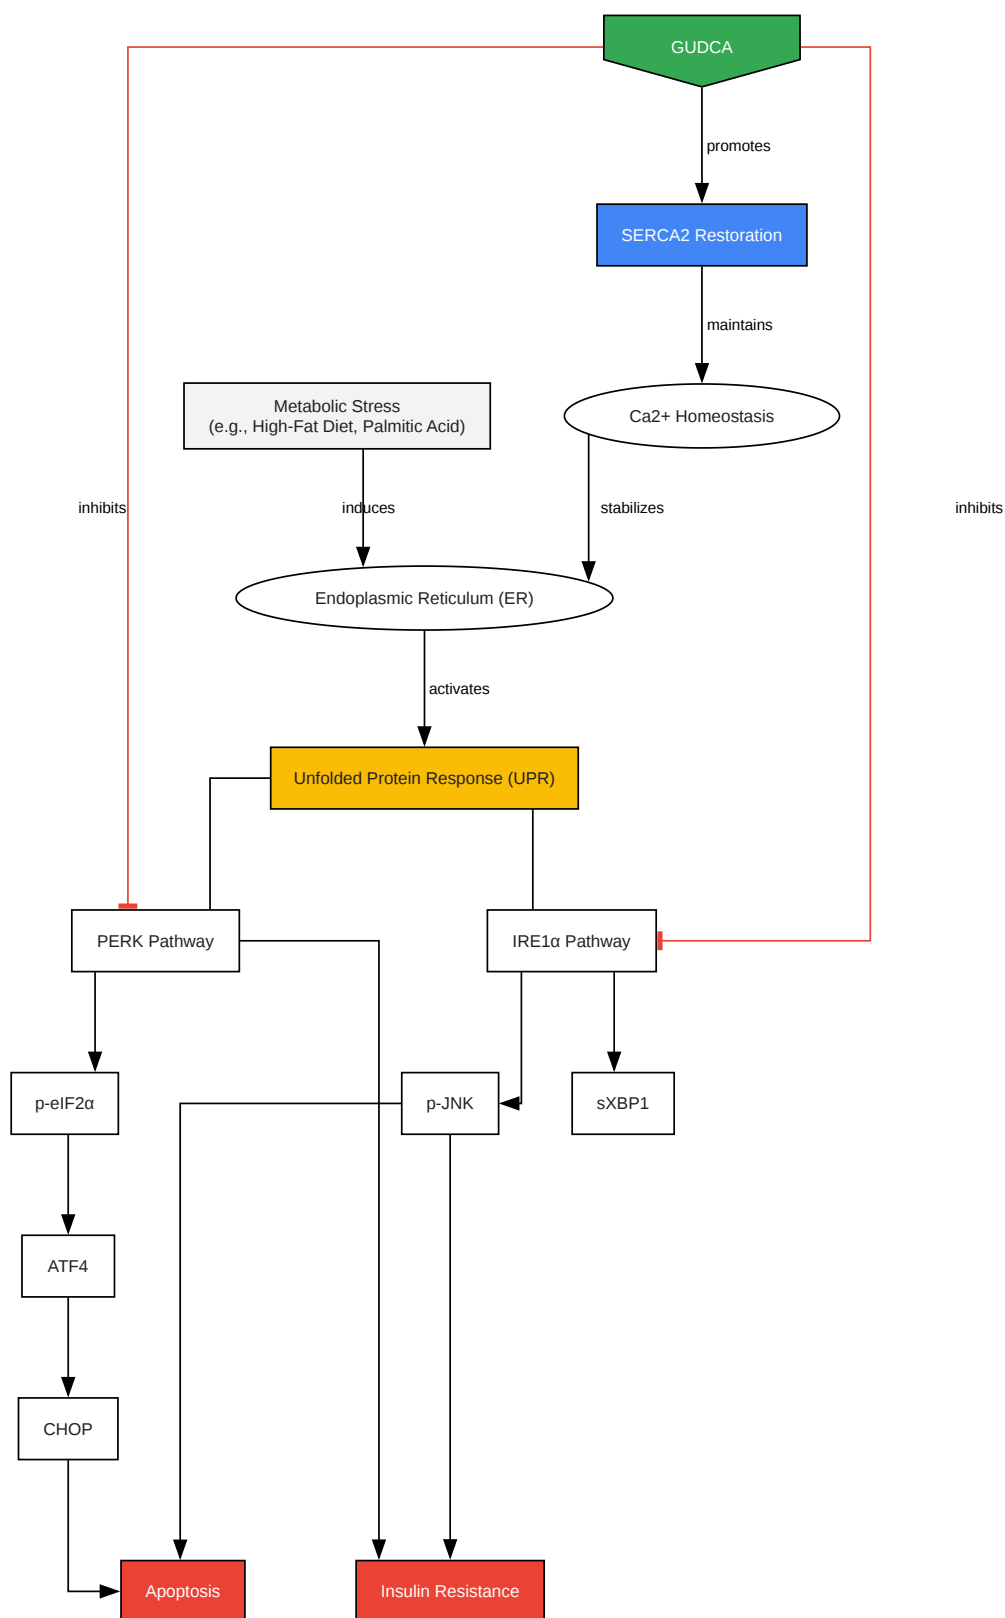 GUDCA
promotes
SERCA2 Restoration
maintains
Metabolic Stress
(e.g., High-Fat Diet, Palmitic Acid)
Ca2+ Homeostasis
inhibits
induces
stabilizes
inhibits
Endoplasmic Reticulum (ER)
activates
Unfolded Protein Response (UPR)
PERK Pathway
IRE1α Pathway
p-eIF2α
p-JNK
sXBP1
ATF4
CHOP
Apoptosis
Insulin Resistance